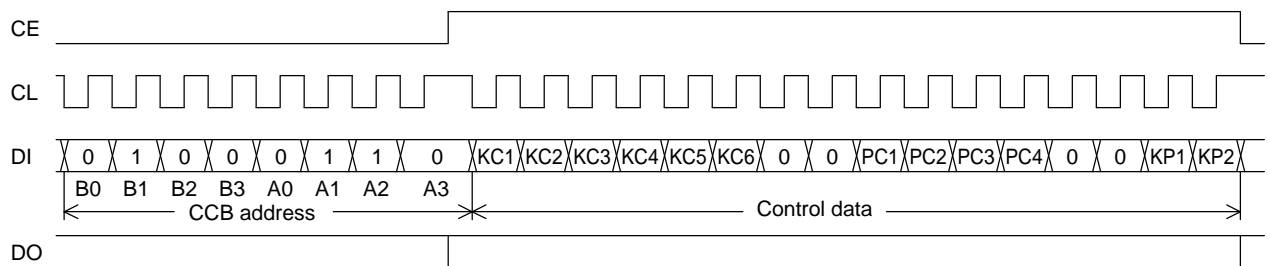 CE
CL
DI 0 1 0 0 0 1 1 0 KC1 KC2 KC3 KC4 KC5 KC6 0 0 PC1 PC2 PC3 PC4 0 0 KP1 KP2
B0 B1 B2 B3 A0 A1 A2 A3
CCB address Control data
DO